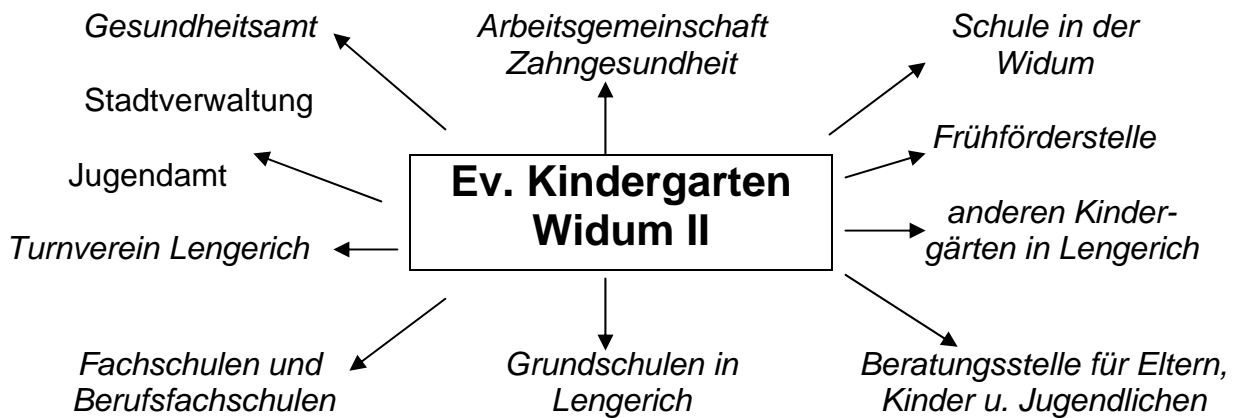 Gesundheitsamt
Arbeitsgemeinschaft
Zahngesundheit
Schule in der
Widum
Stadtverwaltung
Frühförderstelle
Jugendamt
Ev. Kindergarten
Widum II
anderen Kinder-
gärten in Lengerich
Turnverein Lengerich
Fachschulen und
Berufsfachschulen
Grundschulen in
Lengerich
Beratungsstelle für Eltern,
Kinder u. Jugendlichen